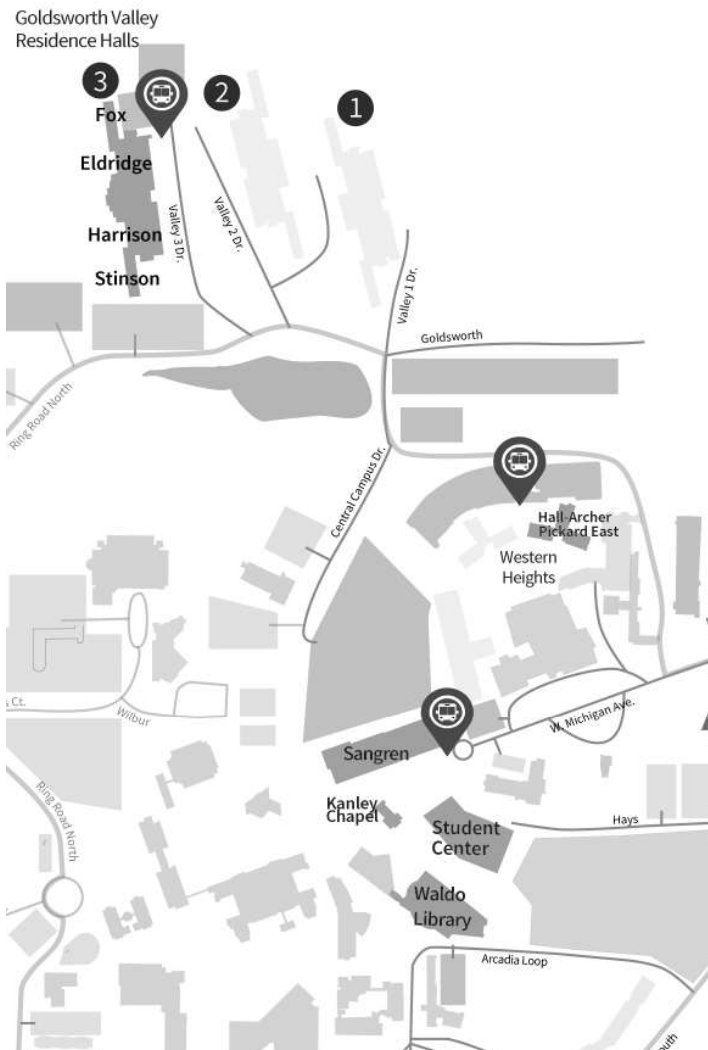 Goldsworth Valley
Residence Halls
3
2
1
Fox
Eldridge
Harrison
Stinson
Valley 3 Dr.
Valley 2 Dr.
Valley 1 Dr.
Goldsworth
Ring Road North
Central Campus Dr.
Hall-Archer
Pickard East
Western
Heights
s Ct.
Wilbur
W. Michigan Ave.
Sangren
Kanley
Chapel
Student
Center
Hays
Ring Road North
Waldo
Library
Arcadia Loop
outh